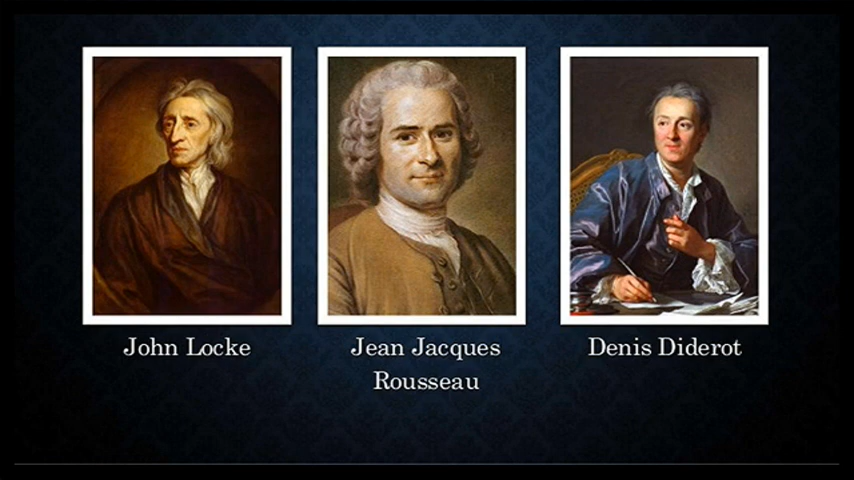 John Locke
Jean Jacques
Rousseau
Denis Diderot